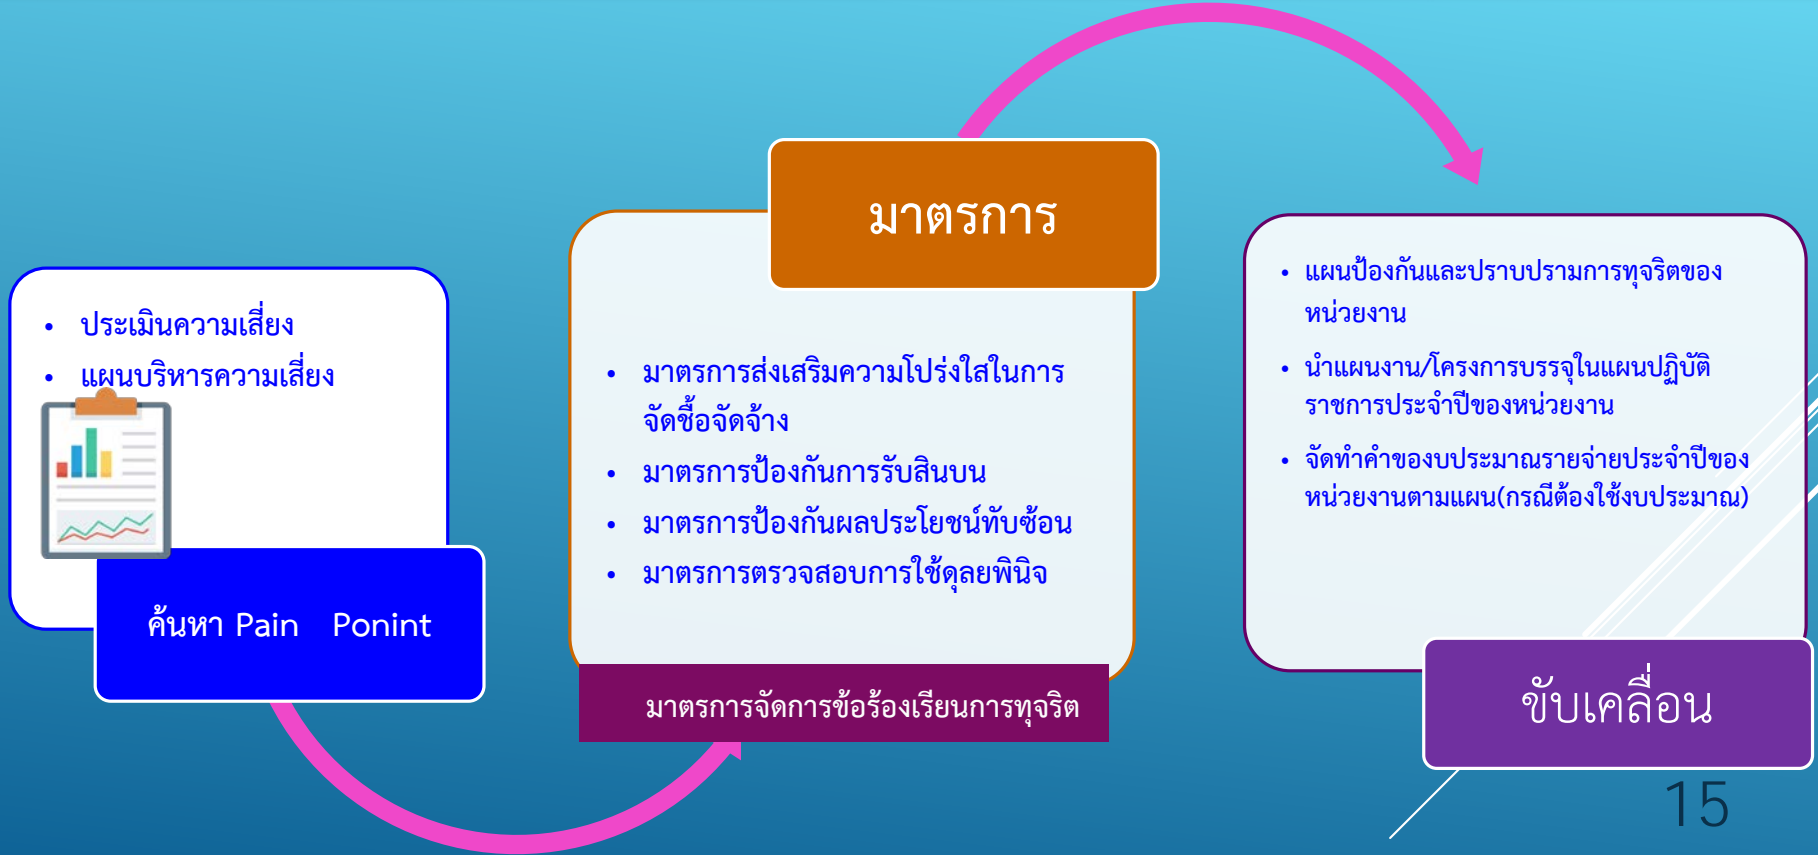 • ประเมินความเสี่ยง
• แผนบริหารความเสี่ยง
ค้นหา Pain Ponint
มาตรการ
• มาตรการส่งเสริมความโปร่งใสในการ
จัดชื้อจัดจ้าง
• มาตรการป้องกันการรับสินบน
• มาตรการป้องกันผลประโยชน์ทับซ้อน
• มาตรการตรวจสอบการใช้ดุลยพินิจ
มาตรการจัดการข้อร้องเรียนการทุจริต
• แผนป้องกันและปราบปรามการทุจริตของ
หน่วยงาน
• นำแผนงาน/โครงการบรรจุในแผนปฏิบัติ
ราชการประจำปีของหน่วยงาน
• จัดทำคำของบประมาณรายจ่ายประจำปีของ
หน่วยงานตามแผน(กรณีต้องใช้งบประมาณ)
ขับเคลื่อน
15